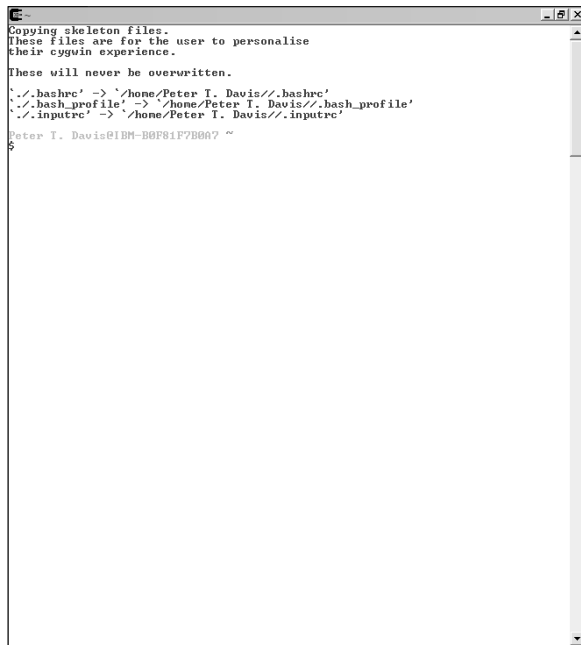 ~
Copying skeleton files.
These files are for the user to personalise
their cygwin experience.
These will never be overwritten.
`./.bashrc' -> `/home/Peter T. Davis//.bashrc'
`./.bash_profile' -> `/home/Peter T. Davis//.bash_profile'
`./.inputrc' -> `/home/Peter T. Davis//.inputrc'
Peter T. Davis@IBM-B0F81F7B0A7 ~
$